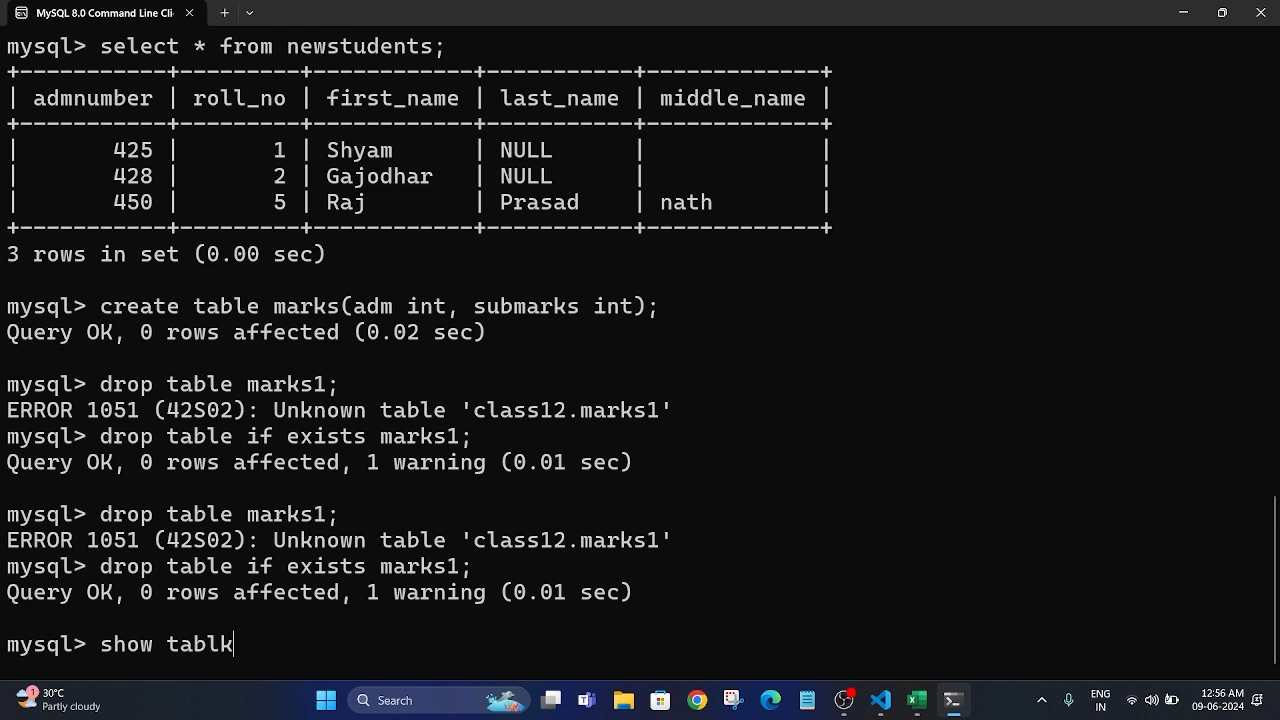 MySQL 8.0 Command Line Cli
mysql> select * from newstudents;
+-----------+---------+------------+-----------+-------------+
| admnumber | roll_no | first_name | last_name | middle_name |
+-----------+---------+------------+-----------+-------------+
|       425 |       1 | Shyam      | NULL      |             |
|       428 |       2 | Gajodhar   | NULL      |             |
|       450 |       5 | Raj        | Prasad    | nath        |
+-----------+---------+------------+-----------+-------------+
3 rows in set (0.00 sec)
mysql> create table marks(adm int, submarks int);
Query OK, 0 rows affected (0.02 sec)
mysql> drop table marks1;
ERROR 1051 (42S02): Unknown table 'class12.marks1'
mysql> drop table if exists marks1;
Query OK, 0 rows affected, 1 warning (0.01 sec)
mysql> drop table marks1;
ERROR 1051 (42S02): Unknown table 'class12.marks1'
mysql> drop table if exists marks1;
Query OK, 0 rows affected, 1 warning (0.01 sec)
mysql> show tablk
1
30°C
Partly cloudy
Search
ENG
IN
12:56 AM
09-06-2024